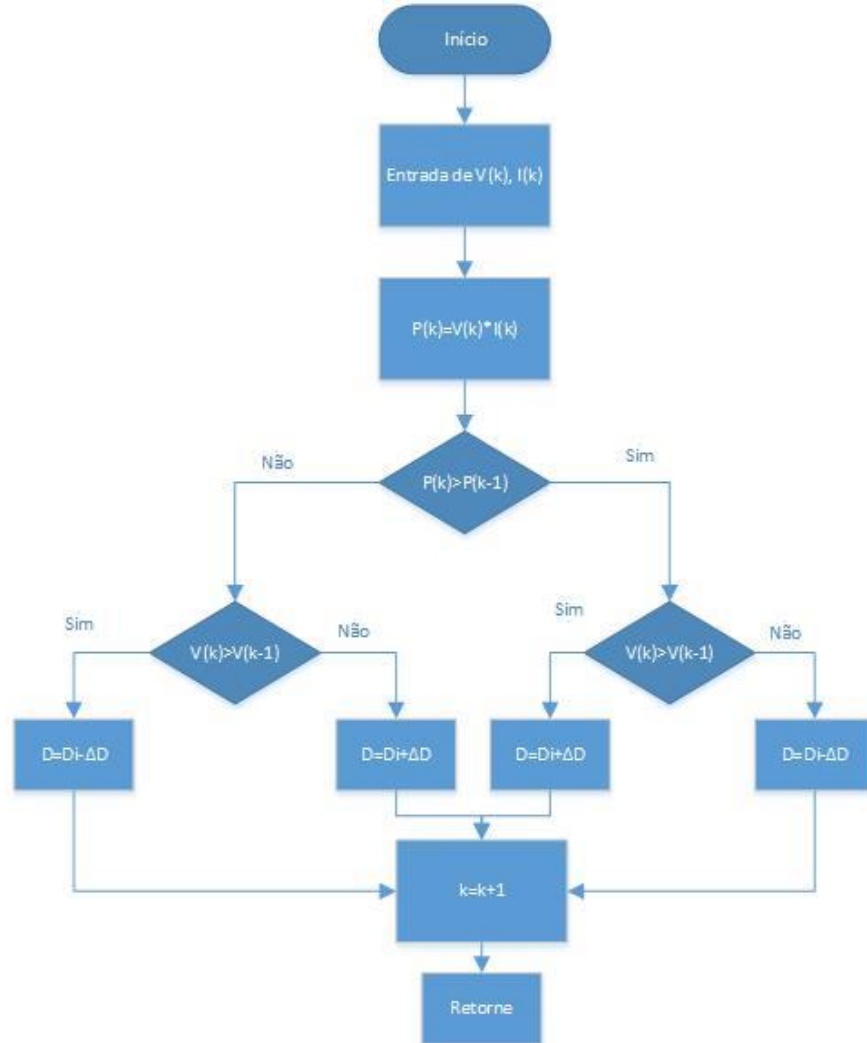 Início
Entrada de V(k), I(k)
P(k)=V(k)*I(k)
Não
Sim
P(k)>P(k-1)
Sim
Não
Sim
Não
V(k)>V(k-1)
V(k)>V(k-1)
D=Di-ΔD
D=Di+ΔD
D=Di+ΔD
D=Di-ΔD
k=k+1
Retorne